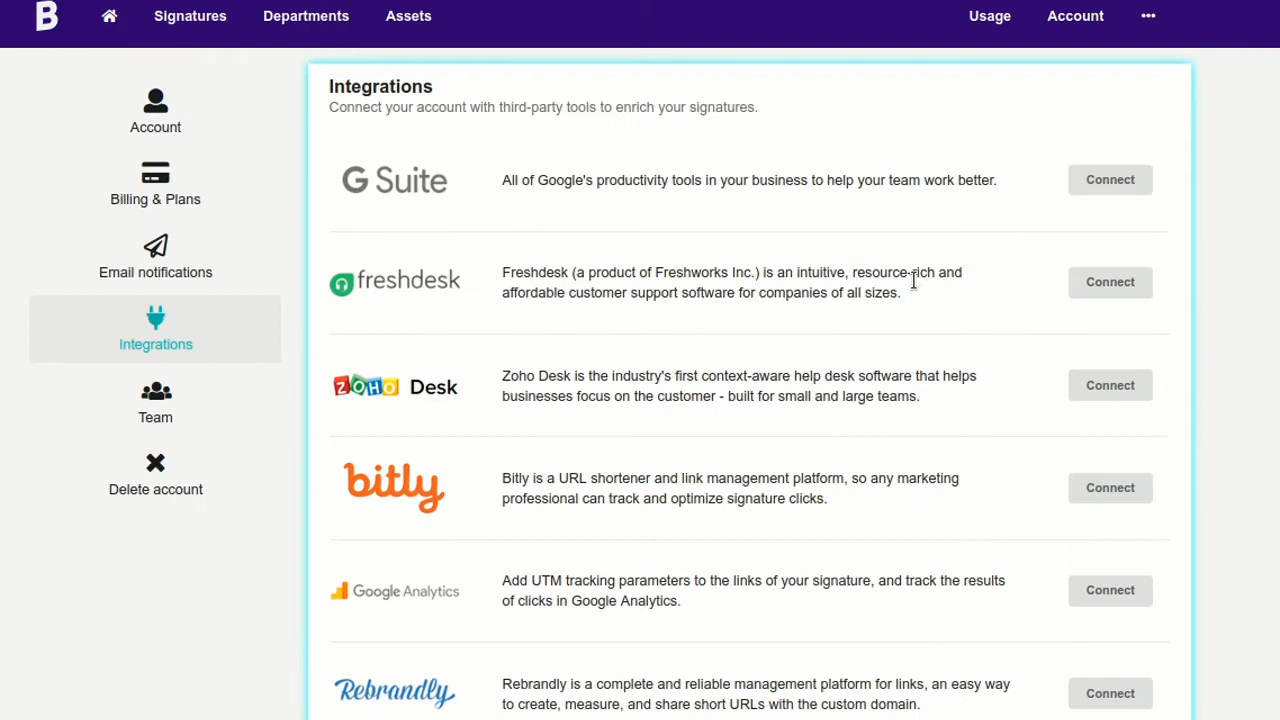 B
Signatures
Departments
Assets
Usage
Account
Account
Billing & Plans
Email notifications
Integrations
Team
Delete account
Integrations
Connect your account with third-party tools to enrich your signatures.
G Suite
All of Google's productivity tools in your business to help your team work better.
Connect
freshdesk
Freshdesk (a product of Freshworks Inc.) is an intuitive, resource-rich and
affordable customer support software for companies of all sizes.
Connect
ZOHO Desk
Zoho Desk is the industry's first context-aware help desk software that helps
businesses focus on the customer - built for small and large teams.
Connect
bitly
Bitly is a URL shortener and link management platform, so any marketing
professional can track and optimize signature clicks.
Connect
Google Analytics
Add UTM tracking parameters to the links of your signature, and track the results
of clicks in Google Analytics.
Connect
Rebrandly
Rebrandly is a complete and reliable management platform for links, an easy way
to create, measure, and share short URLs with the custom domain.
Connect